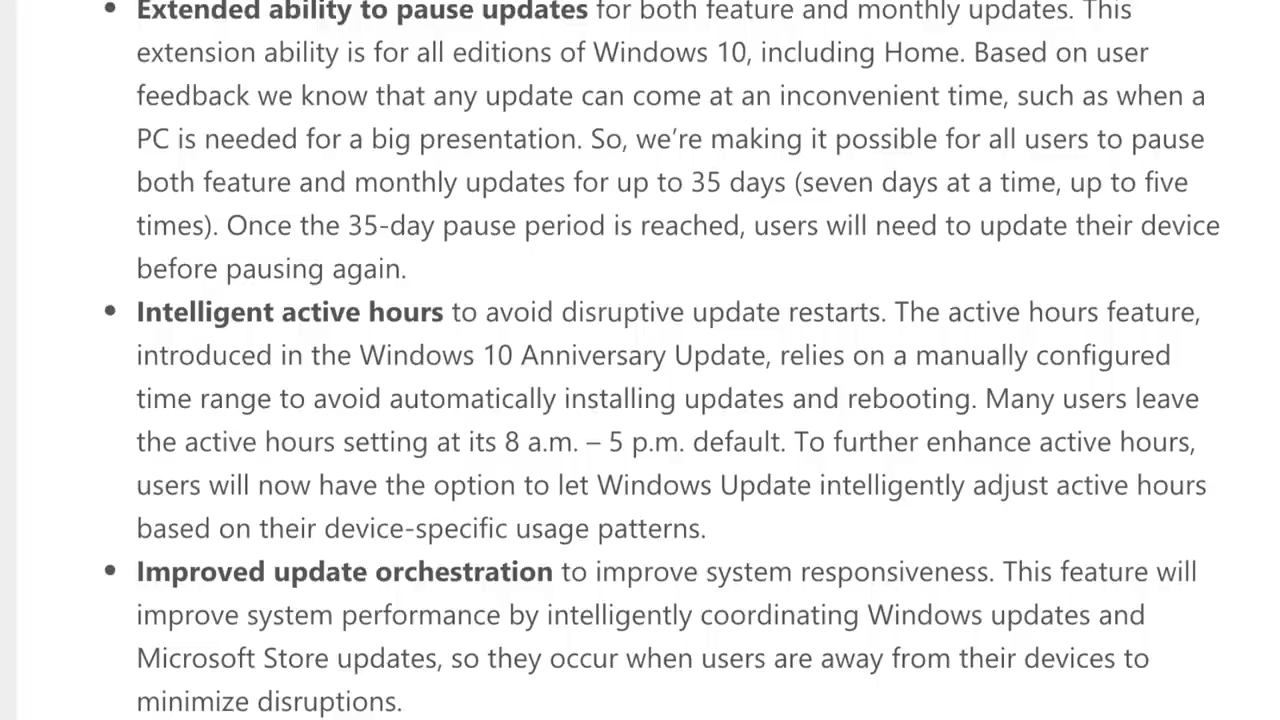 • Extended ability to pause updates for both feature and monthly updates. This
extension ability is for all editions of Windows 10, including Home. Based on user
feedback we know that any update can come at an inconvenient time, such as when a
PC is needed for a big presentation. So, we’re making it possible for all users to pause
both feature and monthly updates for up to 35 days (seven days at a time, up to five
times). Once the 35-day pause period is reached, users will need to update their device
before pausing again.
• Intelligent active hours to avoid disruptive update restarts. The active hours feature,
introduced in the Windows 10 Anniversary Update, relies on a manually configured
time range to avoid automatically installing updates and rebooting. Many users leave
the active hours setting at its 8 a.m. – 5 p.m. default. To further enhance active hours,
users will now have the option to let Windows Update intelligently adjust active hours
based on their device-specific usage patterns.
• Improved update orchestration to improve system responsiveness. This feature will
improve system performance by intelligently coordinating Windows updates and
Microsoft Store updates, so they occur when users are away from their devices to
minimize disruptions.